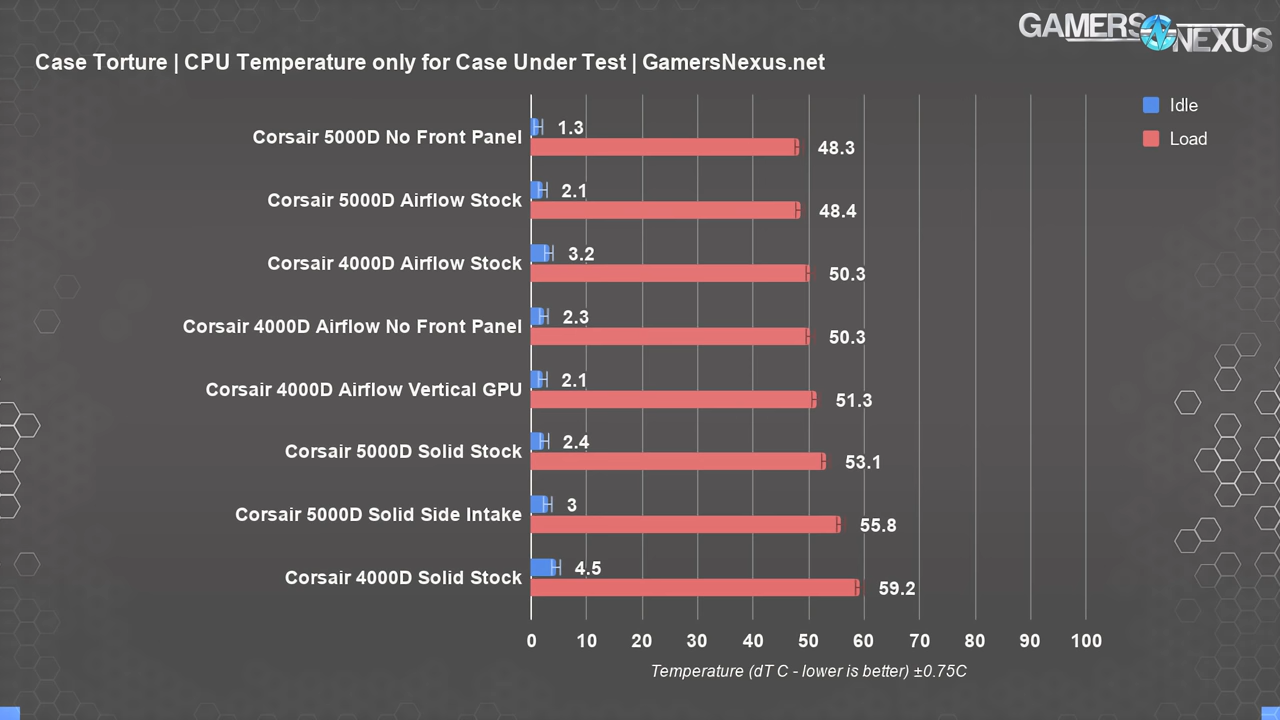 GAMERS NEXUS
Case Torture | CPU Temperature only for Case Under Test | GamersNexus.net
Idle
Load
Corsair 5000D No Front Panel
1.3
48.3
Corsair 5000D Airflow Stock
2.1
48.4
Corsair 4000D Airflow Stock
3.2
50.3
Corsair 4000D Airflow No Front Panel
2.3
50.3
Corsair 4000D Airflow Vertical GPU
2.1
51.3
Corsair 5000D Solid Stock
2.4
53.1
Corsair 5000D Solid Side Intake
3
55.8
Corsair 4000D Solid Stock
4.5
59.2
0 10 20 30 40 50 60 70 80 90 100
Temperature (dT C - lower is better) ±0.75C